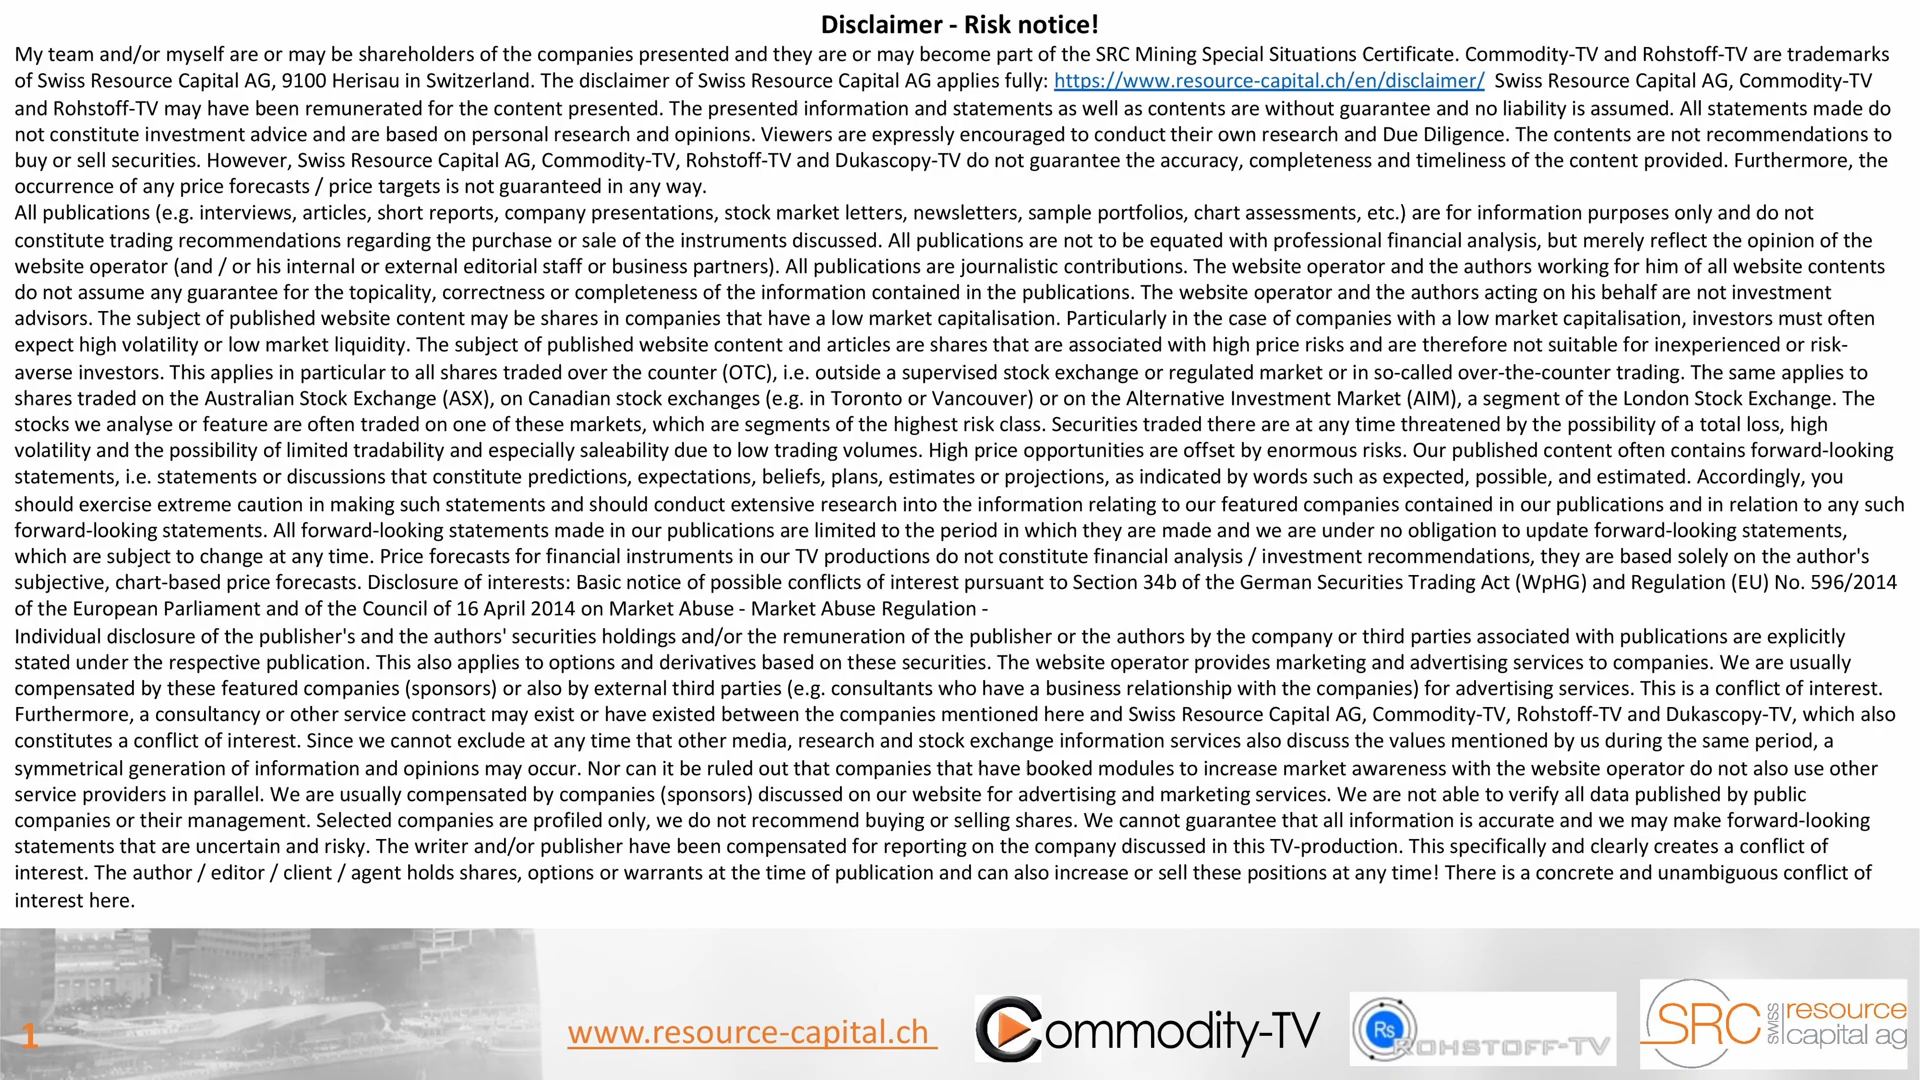 Disclaimer - Risk notice!
My team and/or myself are or may be shareholders of the companies presented and they are or may become part of the SRC Mining Special Situations Certificate. Commodity-TV and Rohstoff-TV are trademarks
of Swiss Resource Capital AG, 9100 Herisau in Switzerland. The disclaimer of Swiss Resource Capital AG applies fully: https://www.resource-capital.ch/en/disclaimer/ Swiss Resource Capital AG, Commodity-TV
and Rohstoff-TV may have been remunerated for the content presented. The presented information and statements as well as contents are without guarantee and no liability is assumed. All statements made do
not constitute investment advice and are based on personal research and opinions. Viewers are expressly encouraged to conduct their own research and Due Diligence. The contents are not recommendations to
buy or sell securities. However, Swiss Resource Capital AG, Commodity-TV, Rohstoff-TV and Dukascopy-TV do not guarantee the accuracy, completeness and timeliness of the content provided. Furthermore, the
occurrence of any price forecasts / price targets is not guaranteed in any way.
All publications (e.g. interviews, articles, short reports, company presentations, stock market letters, newsletters, sample portfolios, chart assessments, etc.) are for information purposes only and do not
constitute trading recommendations regarding the purchase or sale of the instruments discussed. All publications are not to be equated with professional financial analysis, but merely reflect the opinion of the
website operator (and / or his internal or external editorial staff or business partners). All publications are journalistic contributions. The website operator and the authors working for him of all website contents
do not assume any guarantee for the topicality, correctness or completeness of the information contained in the publications. The website operator and the authors acting on his behalf are not investment
advisors. The subject of published website content may be shares in companies that have a low market capitalisation. Particularly in the case of companies with a low market capitalisation, investors must often
expect high volatility or low market liquidity. The subject of published website content and articles are shares that are associated with high price risks and are therefore not suitable for inexperienced or risk-
averse investors. This applies in particular to all shares traded over the counter (OTC), i.e. outside a supervised stock exchange or regulated market or in so-called over-the-counter trading. The same applies to
shares traded on the Australian Stock Exchange (ASX), on Canadian stock exchanges (e.g. in Toronto or Vancouver) or on the Alternative Investment Market (AIM), a segment of the London Stock Exchange. The
stocks we analyse or feature are often traded on one of these markets, which are segments of the highest risk class. Securities traded there are at any time threatened by the possibility of a total loss, high
volatility and the possibility of limited tradability and especially saleability due to low trading volumes. High price opportunities are offset by enormous risks. Our published content often contains forward-looking
statements, i.e. statements or discussions that constitute predictions, expectations, beliefs, plans, estimates or projections, as indicated by words such as expected, possible, and estimated. Accordingly, you
should exercise extreme caution in making such statements and should conduct extensive research into the information relating to our featured companies contained in our publications and in relation to any such
forward-looking statements. All forward-looking statements made in our publications are limited to the period in which they are made and we are under no obligation to update forward-looking statements,
which are subject to change at any time. Price forecasts for financial instruments in our TV productions do not constitute financial analysis / investment recommendations, they are based solely on the author's
subjective, chart-based price forecasts. Disclosure of interests: Basic notice of possible conflicts of interest pursuant to Section 34b of the German Securities Trading Act (WpHG) and Regulation (EU) No. 596/2014
of the European Parliament and of the Council of 16 April 2014 on Market Abuse - Market Abuse Regulation -
Individual disclosure of the publisher's and the authors' securities holdings and/or the remuneration of the publisher or the authors by the company or third parties associated with publications are explicitly
stated under the respective publication. This also applies to options and derivatives based on these securities. The website operator provides marketing and advertising services to companies. We are usually
compensated by these featured companies (sponsors) or also by external third parties (e.g. consultants who have a business relationship with the companies) for advertising services. This is a conflict of interest.
Furthermore, a consultancy or other service contract may exist or have existed between the companies mentioned here and Swiss Resource Capital AG, Commodity-TV, Rohstoff-TV and Dukascopy-TV, which also
constitutes a conflict of interest. Since we cannot exclude at any time that other media, research and stock exchange information services also discuss the values mentioned by us during the same period, a
symmetrical generation of information and opinions may occur. Nor can it be ruled out that companies that have booked modules to increase market awareness with the website operator do not also use other
service providers in parallel. We are usually compensated by companies (sponsors) discussed on our website for advertising and marketing services. We are not able to verify all data published by public
companies or their management. Selected companies are profiled only, we do not recommend buying or selling shares. We cannot guarantee that all information is accurate and we may make forward-looking
statements that are uncertain and risky. The writer and/or publisher have been compensated for reporting on the company discussed in this TV-production. This specifically and clearly creates a conflict of
interest. The author / editor / client / agent holds shares, options or warrants at the time of publication and can also increase or sell these positions at any time! There is a concrete and unambiguous conflict of
interest here.
1
www.resource-capital.ch
Commodity-TV
Rs ROHSTOFF-TV
SRC SWISS resource capital ag